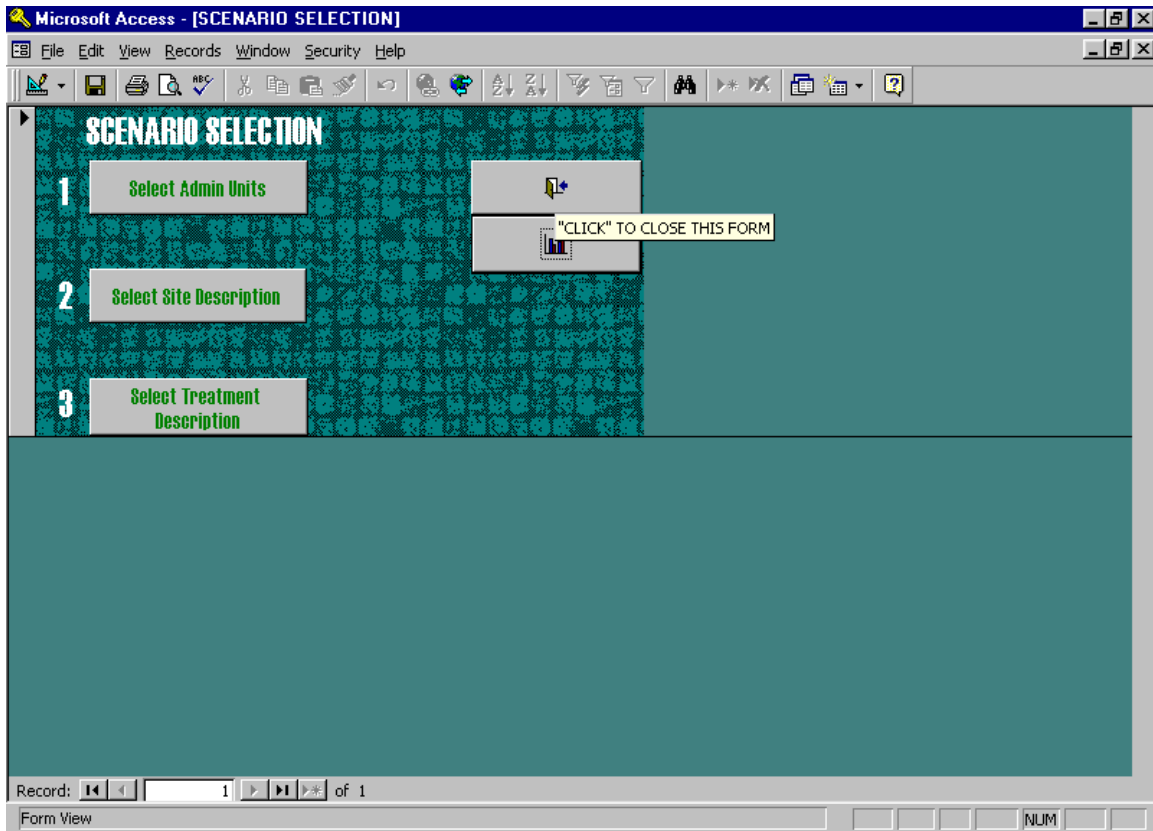 Microsoft Access - [SCENARIO SELECTION]
File Edit View Records Window Security Help
ABC
A Z
Z A
SCENARIO SELECTION
1 Select Admin Units
"CLICK" TO CLOSE THIS FORM
2 Select Site Description
3 Select Treatment
Description
Record: 1 of 1
Form View NUM